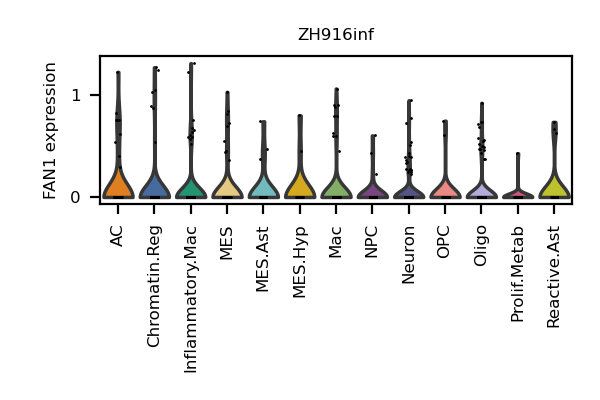 ZH916inf
FAN1 expression
1
0
AC
Chromatin.Reg
Inflammatory.Mac
MES
MES.Ast
MES.Hyp
Mac
NPC
Neuron
OPC
Oligo
Prolif.Metab
Reactive.Ast